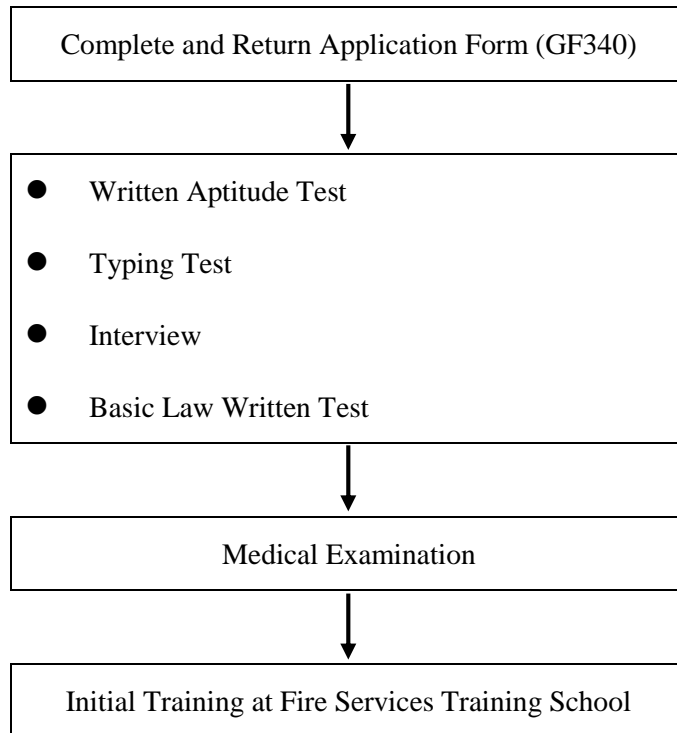 Complete and Return Application Form (GF340)
● Written Aptitude Test
● Typing Test
● Interview
● Basic Law Written Test
Medical Examination
Initial Training at Fire Services Training School